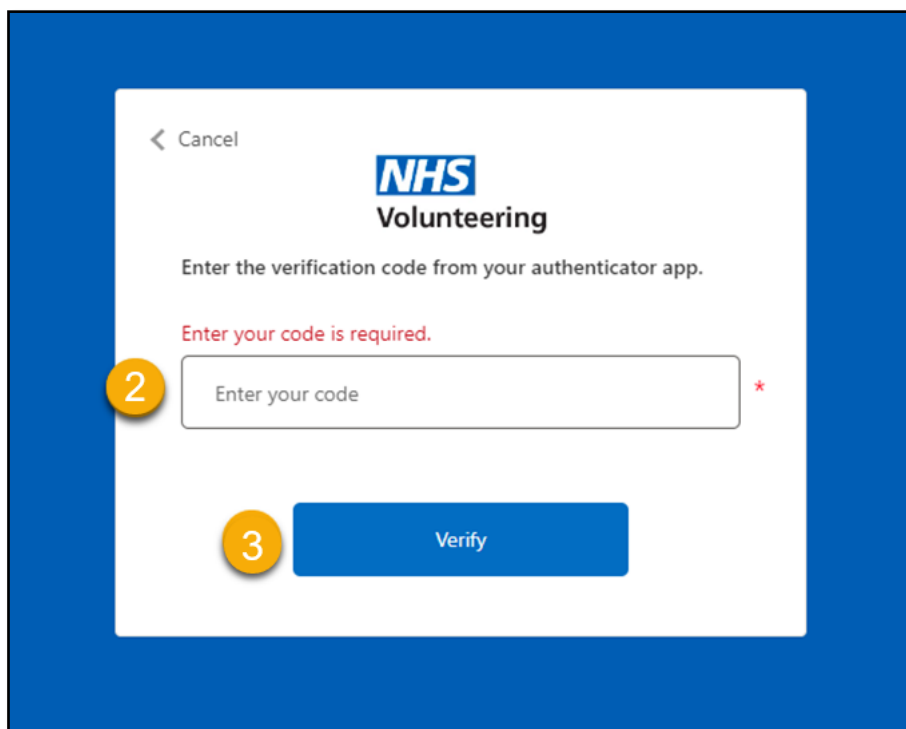 Cancel
NHS
Volunteering
Enter the verification code from your authenticator app.
Enter your code is required.
2
Enter your code
*
3
Verify